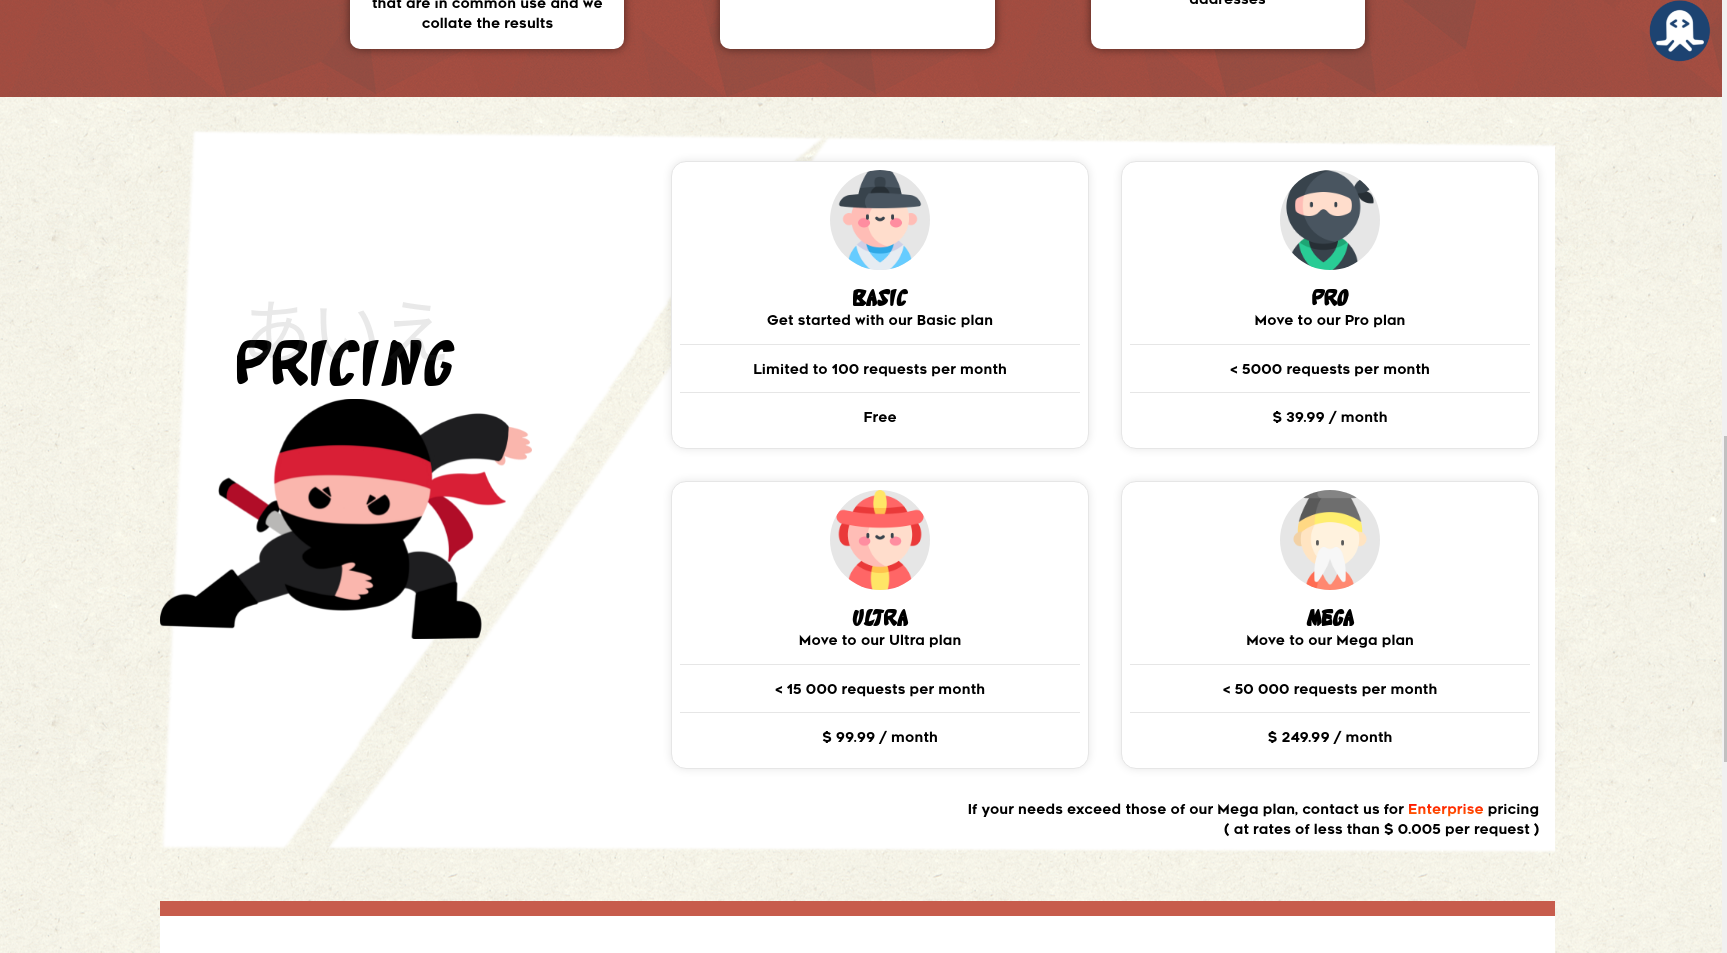 that are in common use and we
collate the results
addresses
あいえ
PRICING
BASIC
Get started with our Basic plan
Limited to 100 requests per month
Free
PRO
Move to our Pro plan
< 5000 requests per month
$ 39.99 / month
ULTRA
Move to our Ultra plan
< 15 000 requests per month
$ 99.99 / month
MEGA
Move to our Mega plan
< 50 000 requests per month
$ 249.99 / month
If your needs exceed those of our Mega plan, contact us for Enterprise pricing
( at rates of less than $ 0.005 per request )